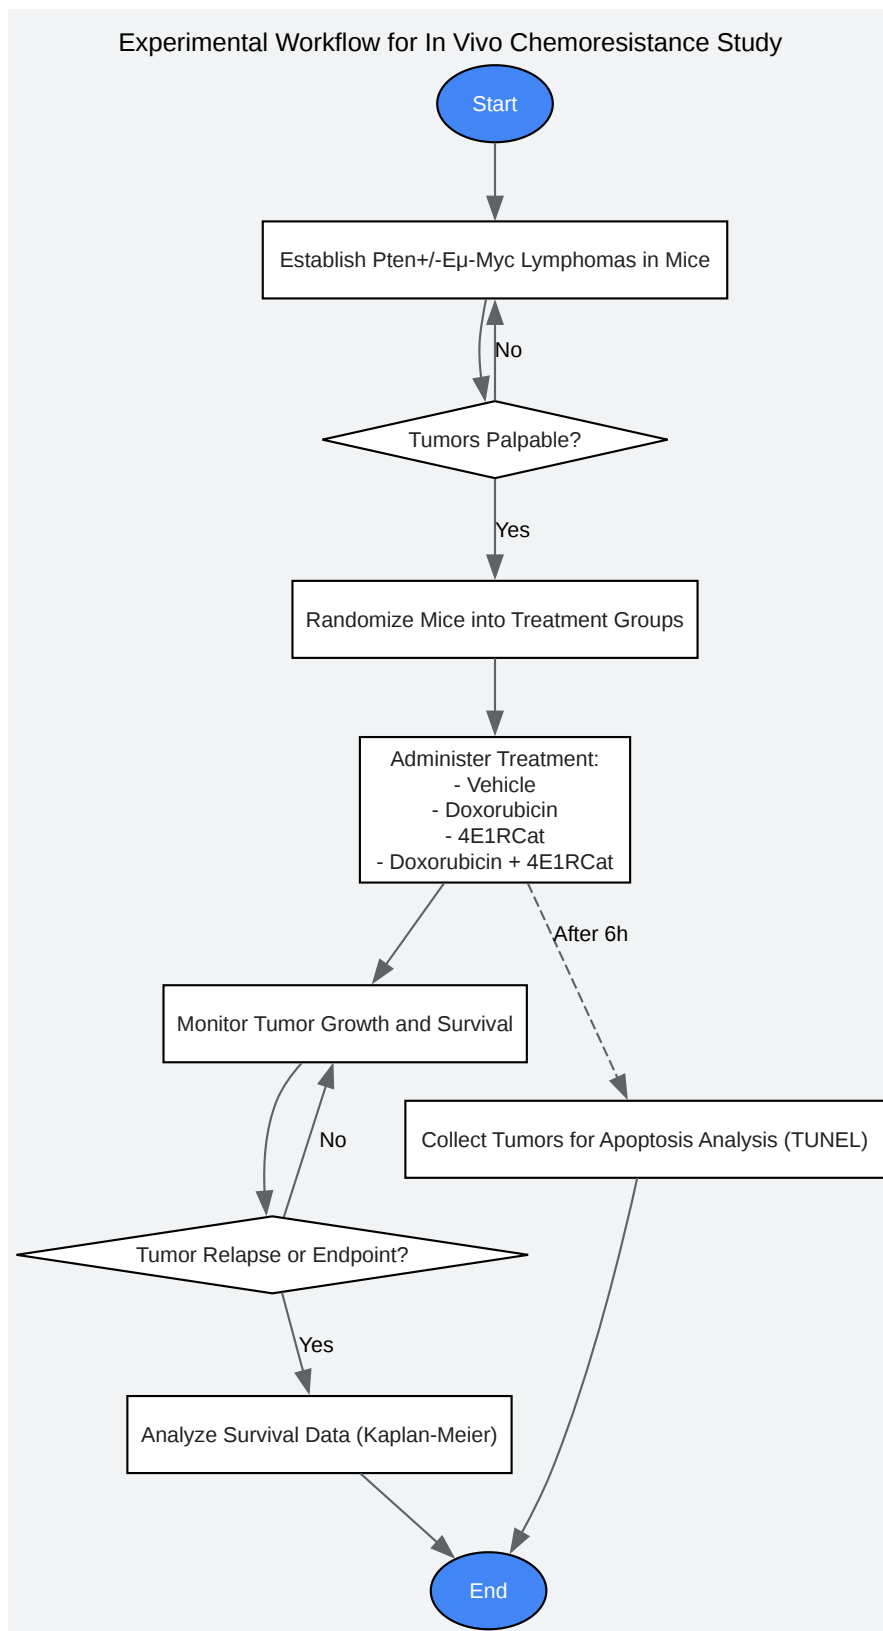 Experimental Workflow for In Vivo Chemoresistance Study
Start
Establish Pten+/-Eμ-Myc Lymphomas in Mice
No
Tumors Palpable?
Yes
Randomize Mice into Treatment Groups
Administer Treatment:
- Vehicle
- Doxorubicin
- 4E1RCat
- Doxorubicin + 4E1RCat
After 6h
Monitor Tumor Growth and Survival
Collect Tumors for Apoptosis Analysis (TUNEL)
No
Tumor Relapse or Endpoint?
Yes
Analyze Survival Data (Kaplan-Meier)
End